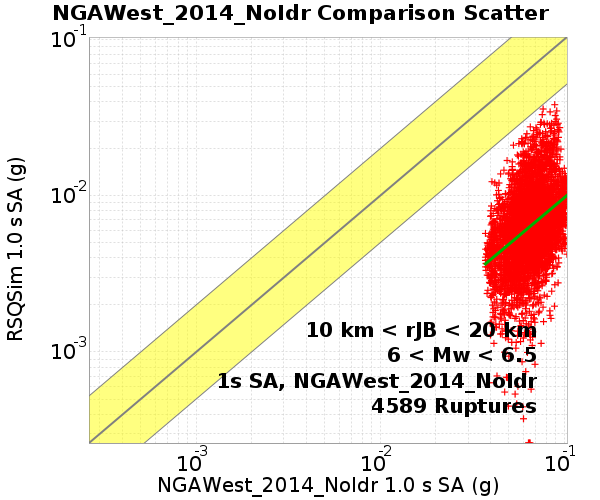 NGAWest_2014_NoIdr Comparison Scatter
RSQSim 1.0 s SA (g)
10-1
10-2
10-3
10 km < rJB < 20 km
6 < Mw < 6.5
1s SA, NGAWest_2014_NoIdr
4589 Ruptures
10-3 10-2 10-1
NGAWest_2014_NoIdr 1.0 s SA (g)